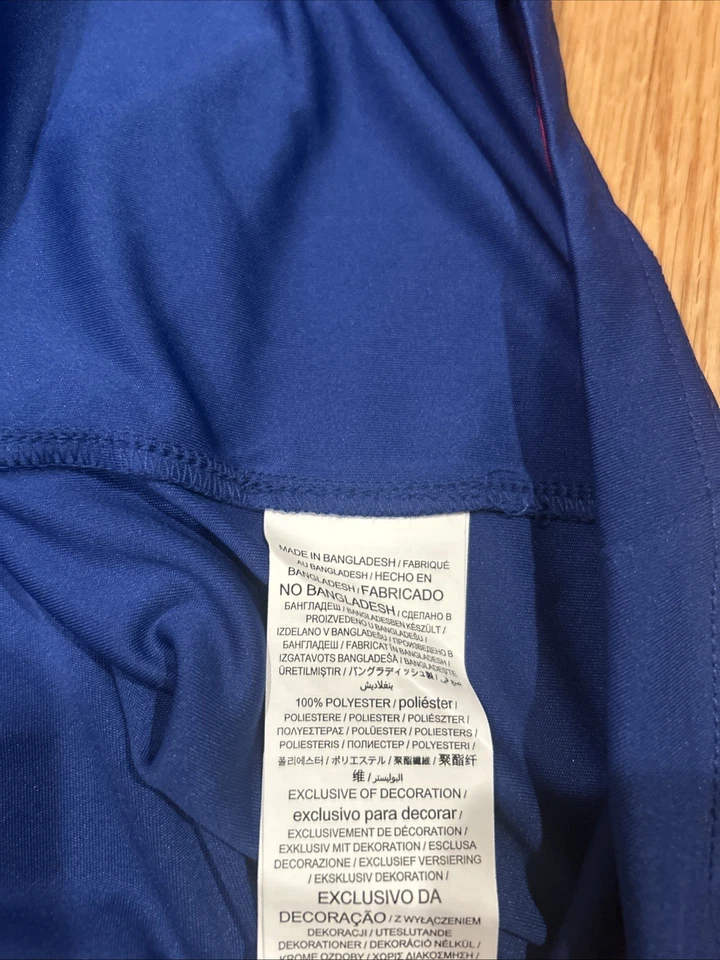 MADE IN BANGLADESH / FABRIQUÉ
AU BANGLADESH / HECHO EN
BANGLADESH / FABRICADO
NO BANGLADESH /
БАНГЛАДЕШ / BANGLADESBEN KÉSZÜLT / СДЕЛАНО В
PROIZVEDENO U BANGLADEŠU /
IZDELANO V BANGLADEŠU / ПРОИЗВЕДЕНО В
БАНГЛАДЕШ / FABRICAT ÎN BANGLADESH /
IZGATAVOTS BANGLADEŠĀ / BANGLADEŞ'TE
ÜRETILMIŞTIR / バングラディッシュ製 /
بنغلاديش
100% POLYESTER / poliéster /
POLIESTERE / POLIESTER / POLIÉSZTER /
ΠΟΛΥΕΣΤΕΡΑΣ / POLÜESTER / POLIESTERS /
POLIESTERIS / ПОЛИЕСТЕР / POLYESTERI /
폴리에스터 / ポリエステル / 聚酯纖維 / 聚酯纤
维 / البوليستر /
EXCLUSIVE OF DECORATION /
exclusivo para decorar /
EXCLUSIVEMENT DE DÉCORATION /
EXKLUSIV MIT DEKORATION / ESCLUSA
DECORAZIONE / EXCLUSIEF VERSIERING
/ EKSKLUSIV DEKORATION /
EXCLUSIVO DA
DECORAÇÃO / Z WYŁĄCZENIEM
DEKORACJI / UTESLUTANDE
DEKORATIONER / DEKORÁCIÓ NÉLKÜL /
KROME OZDOBY / ΧΩΡΙΣ ΔΙΑΚΟΣΜΗΣΗ /